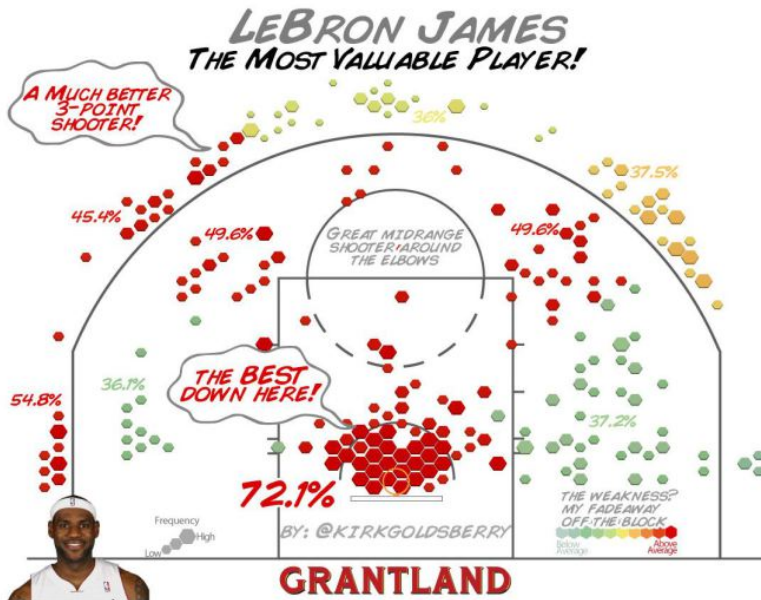 LEBRON JAMES
THE MOST VALUABLE PLAYER!
A MUCH BETTER
3-POINT
SHOOTER!
36%
37.5%
45.4%
49.6%
49.6%
GREAT MIDRANGE
SHOOTER AROUND
THE ELBOWS
THE BEST
DOWN HERE!
54.8%
36.1%
37.2%
72.1%
THE WEAKNESS?
MY FADEAWAY
OFF THE BLOCK
Below
Average
Above
Average
Frequency
Low
High
BY: @KIRKGOLDSBERRY
GRANTLAND